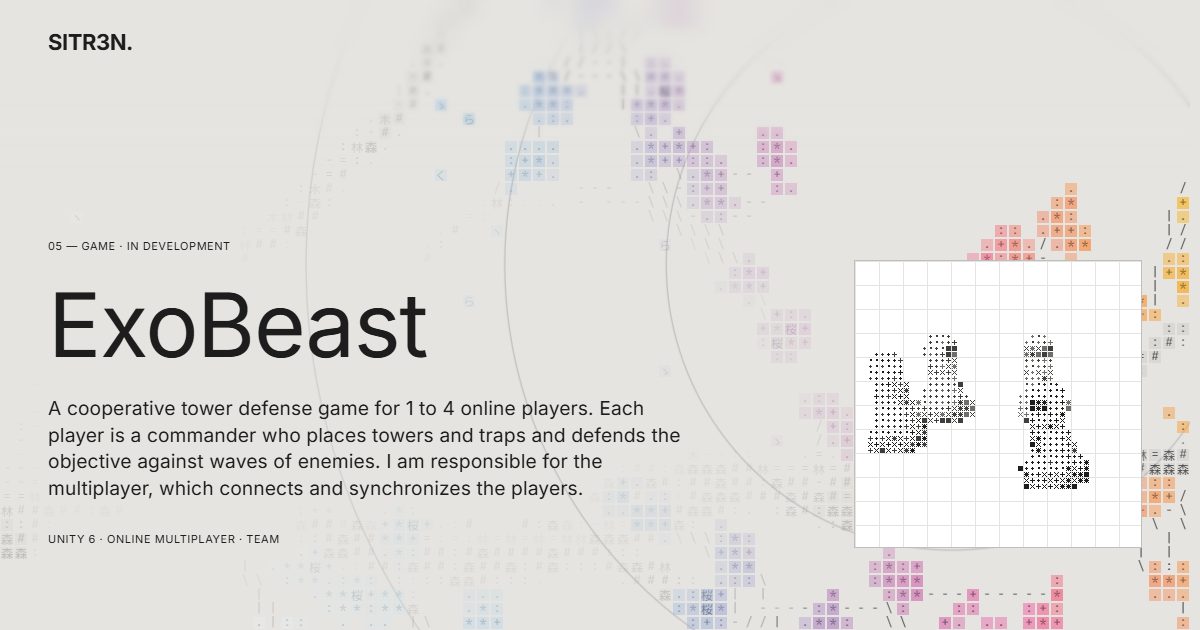 SITR3N.
05 — GAME · IN DEVELOPMENT
ExoBeast
A cooperative tower defense game for 1 to 4 online players. Each
player is a commander who places towers and traps and defends the
objective against waves of enemies. I am responsible for the
multiplayer, which connects and synchronizes the players.
UNITY 6 · ONLINE MULTIPLAYER · TEAM